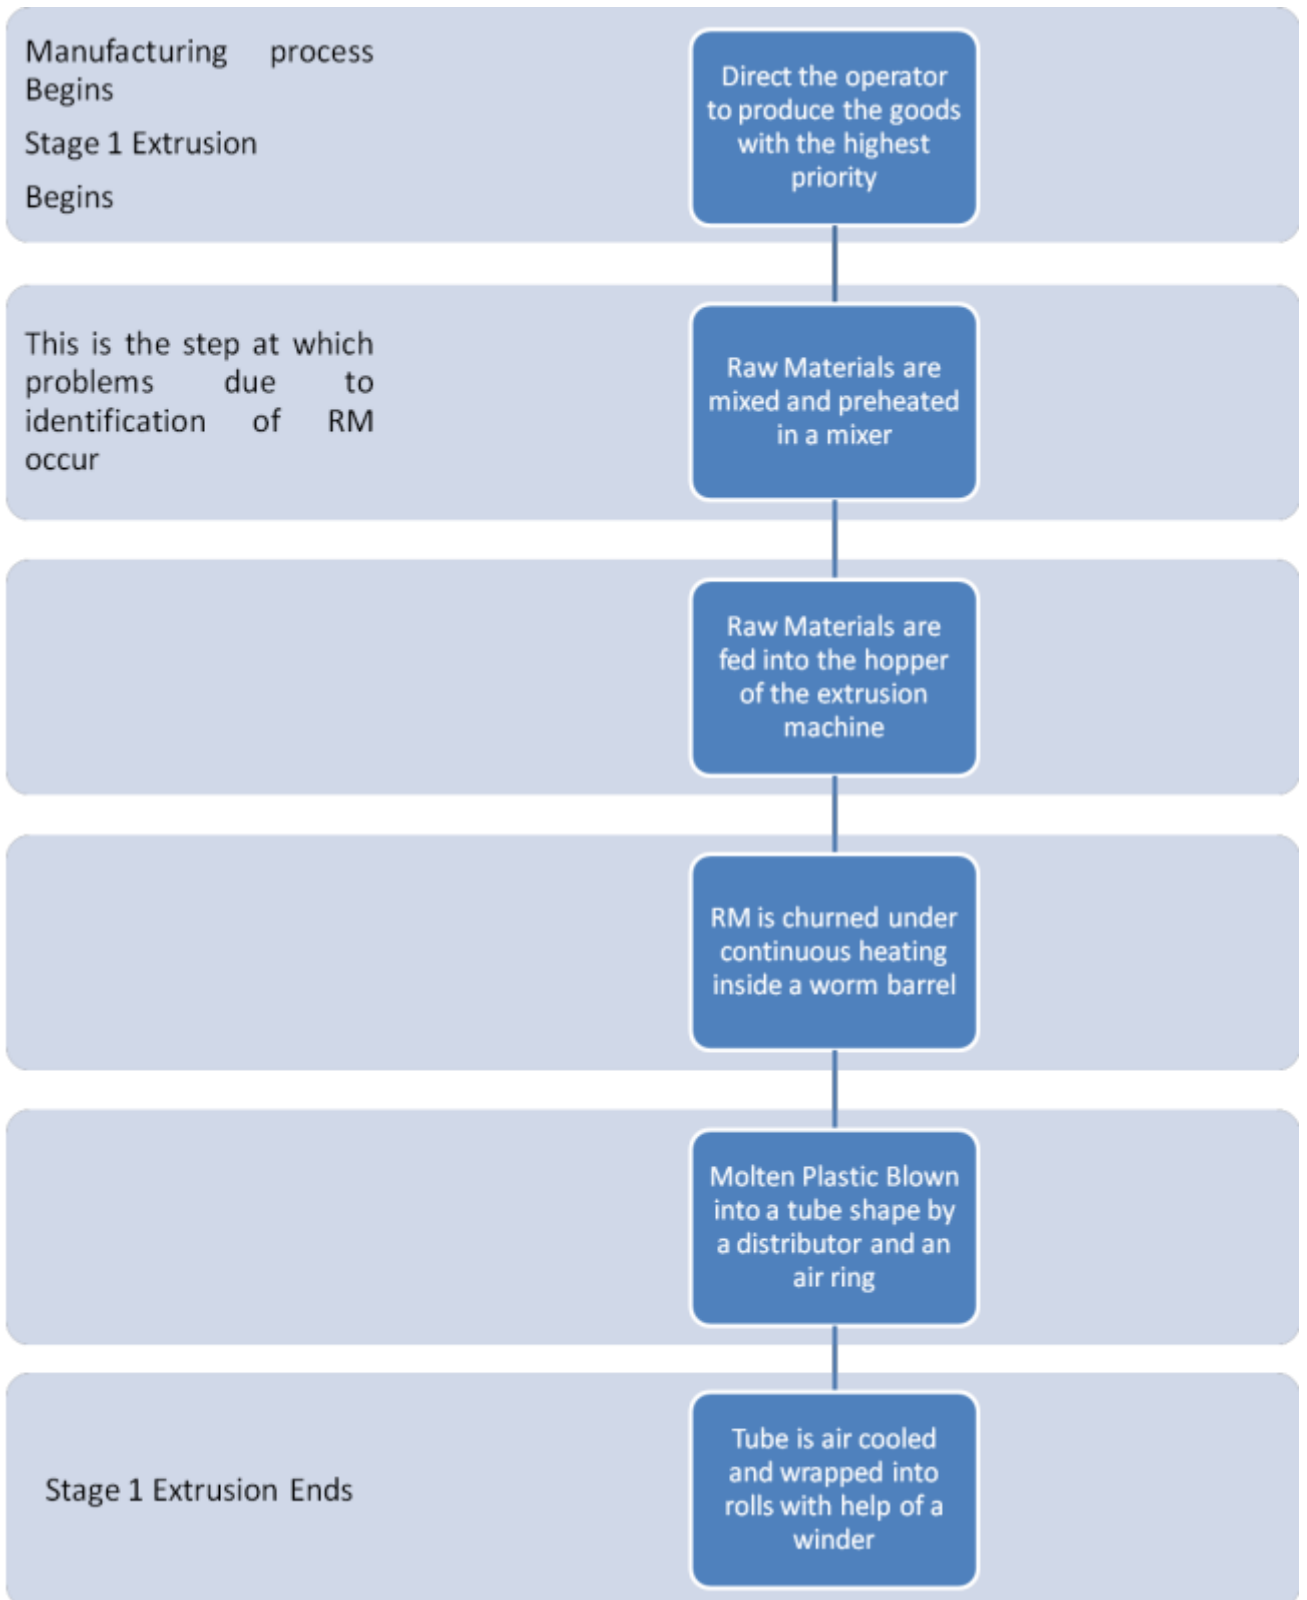 Manufacturing process
Begins
Stage 1 Extrusion
Begins
Direct the operator
to produce the goods
with the highest
priority
This is the step at which
problems due to
identification of RM
occur
Raw Materials are
mixed and preheated
in a mixer
Raw Materials are
fed into the hopper
of the extrusion
machine
RM is churned under
continuous heating
inside a worm barrel
Molten Plastic Blown
into a tube shape by
a distributor and an
air ring
Stage 1 Extrusion Ends
Tube is air cooled
and wrapped into
rolls with help of a
winder